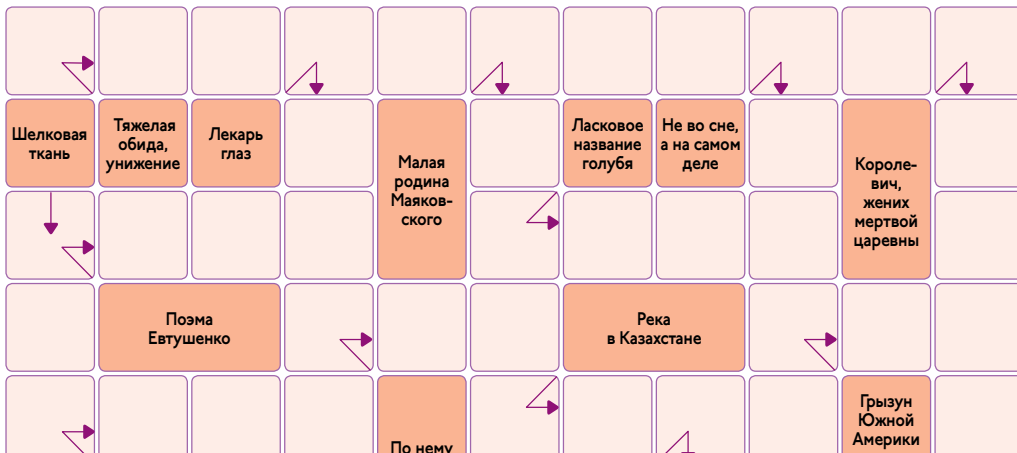 Шелковая
ткань
Тяжелая
обида,
унижение
Лекарь
глаз
Малая
родина
Маяков-
ского
Ласковое
название
голубя
Не во сне,
а на самом
деле
Короле-
вич,
жених
мертвой
царевны
Поэма
Евтушенко
Река
в Казахстане
По нему
Грызун
Южной
Америки